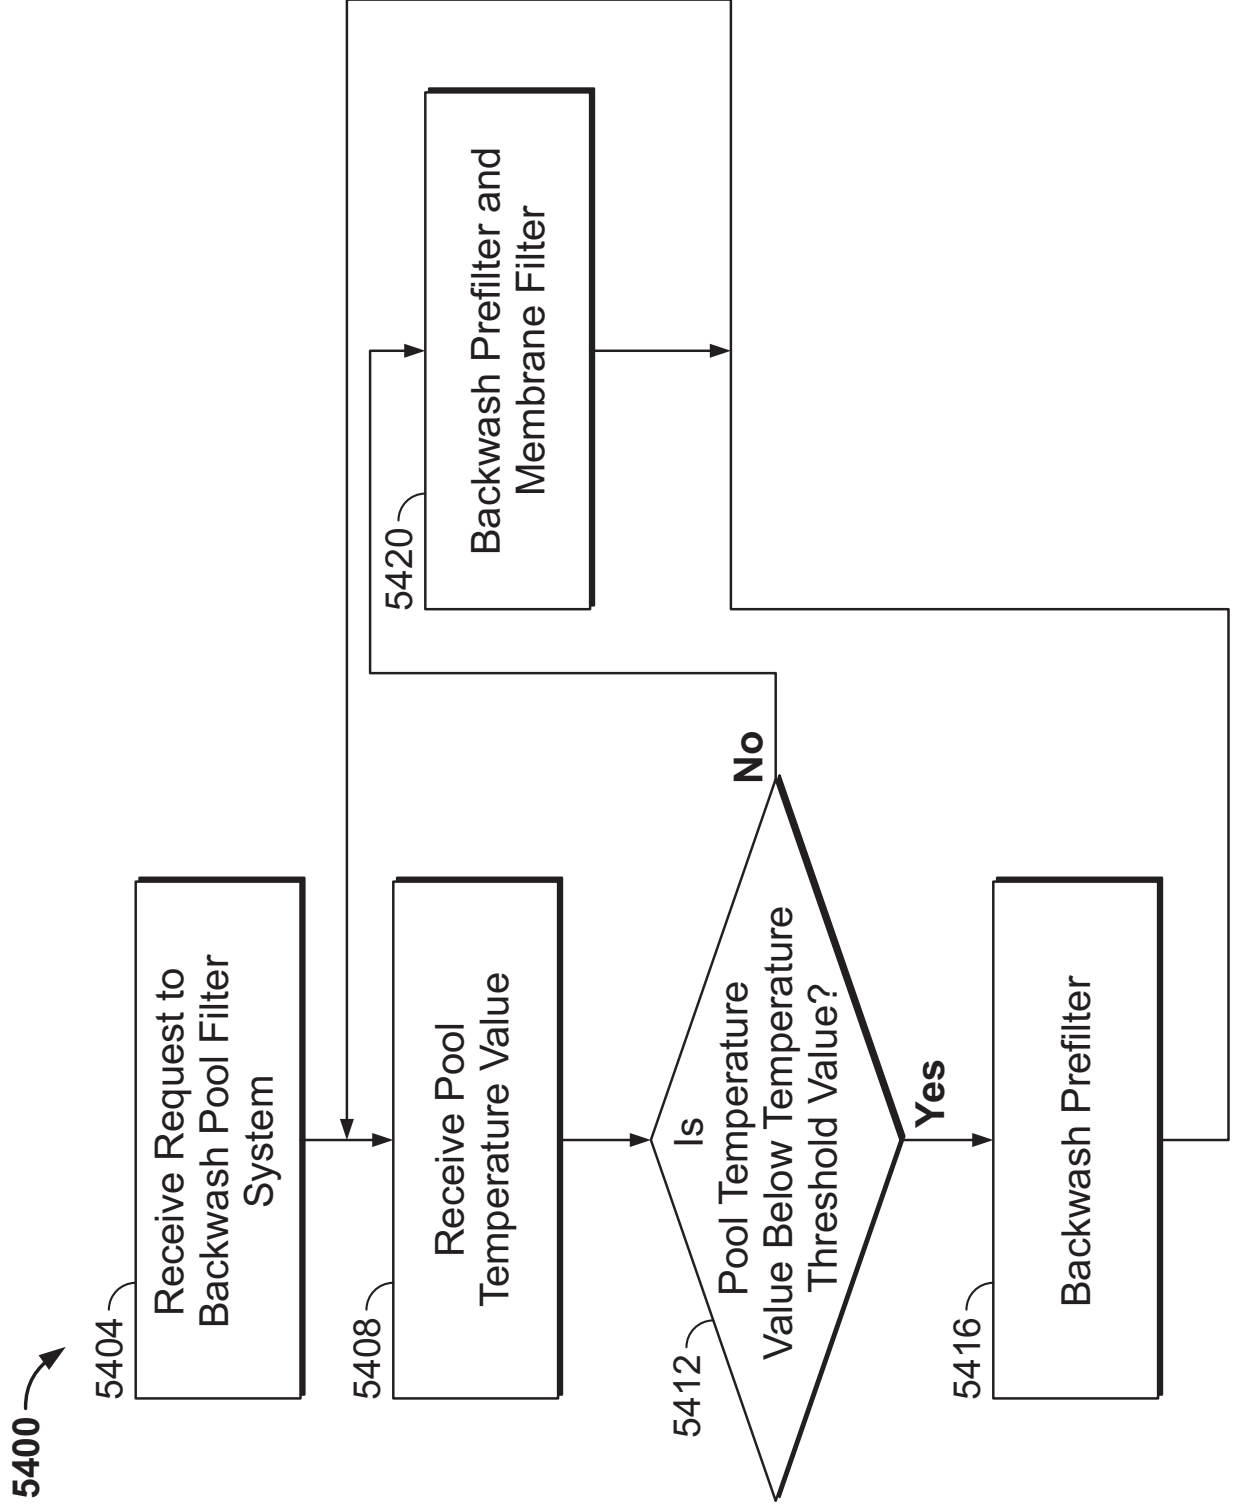 5400
5404
Receive Request to
Backwash Pool Filter
System
5408
Receive Pool
Temperature Value
5412
Is
Pool Temperature
Value Below Temperature
Threshold Value?
No
Yes
5416
Backwash Prefilter
5420
Backwash Prefilter and
Membrane Filter